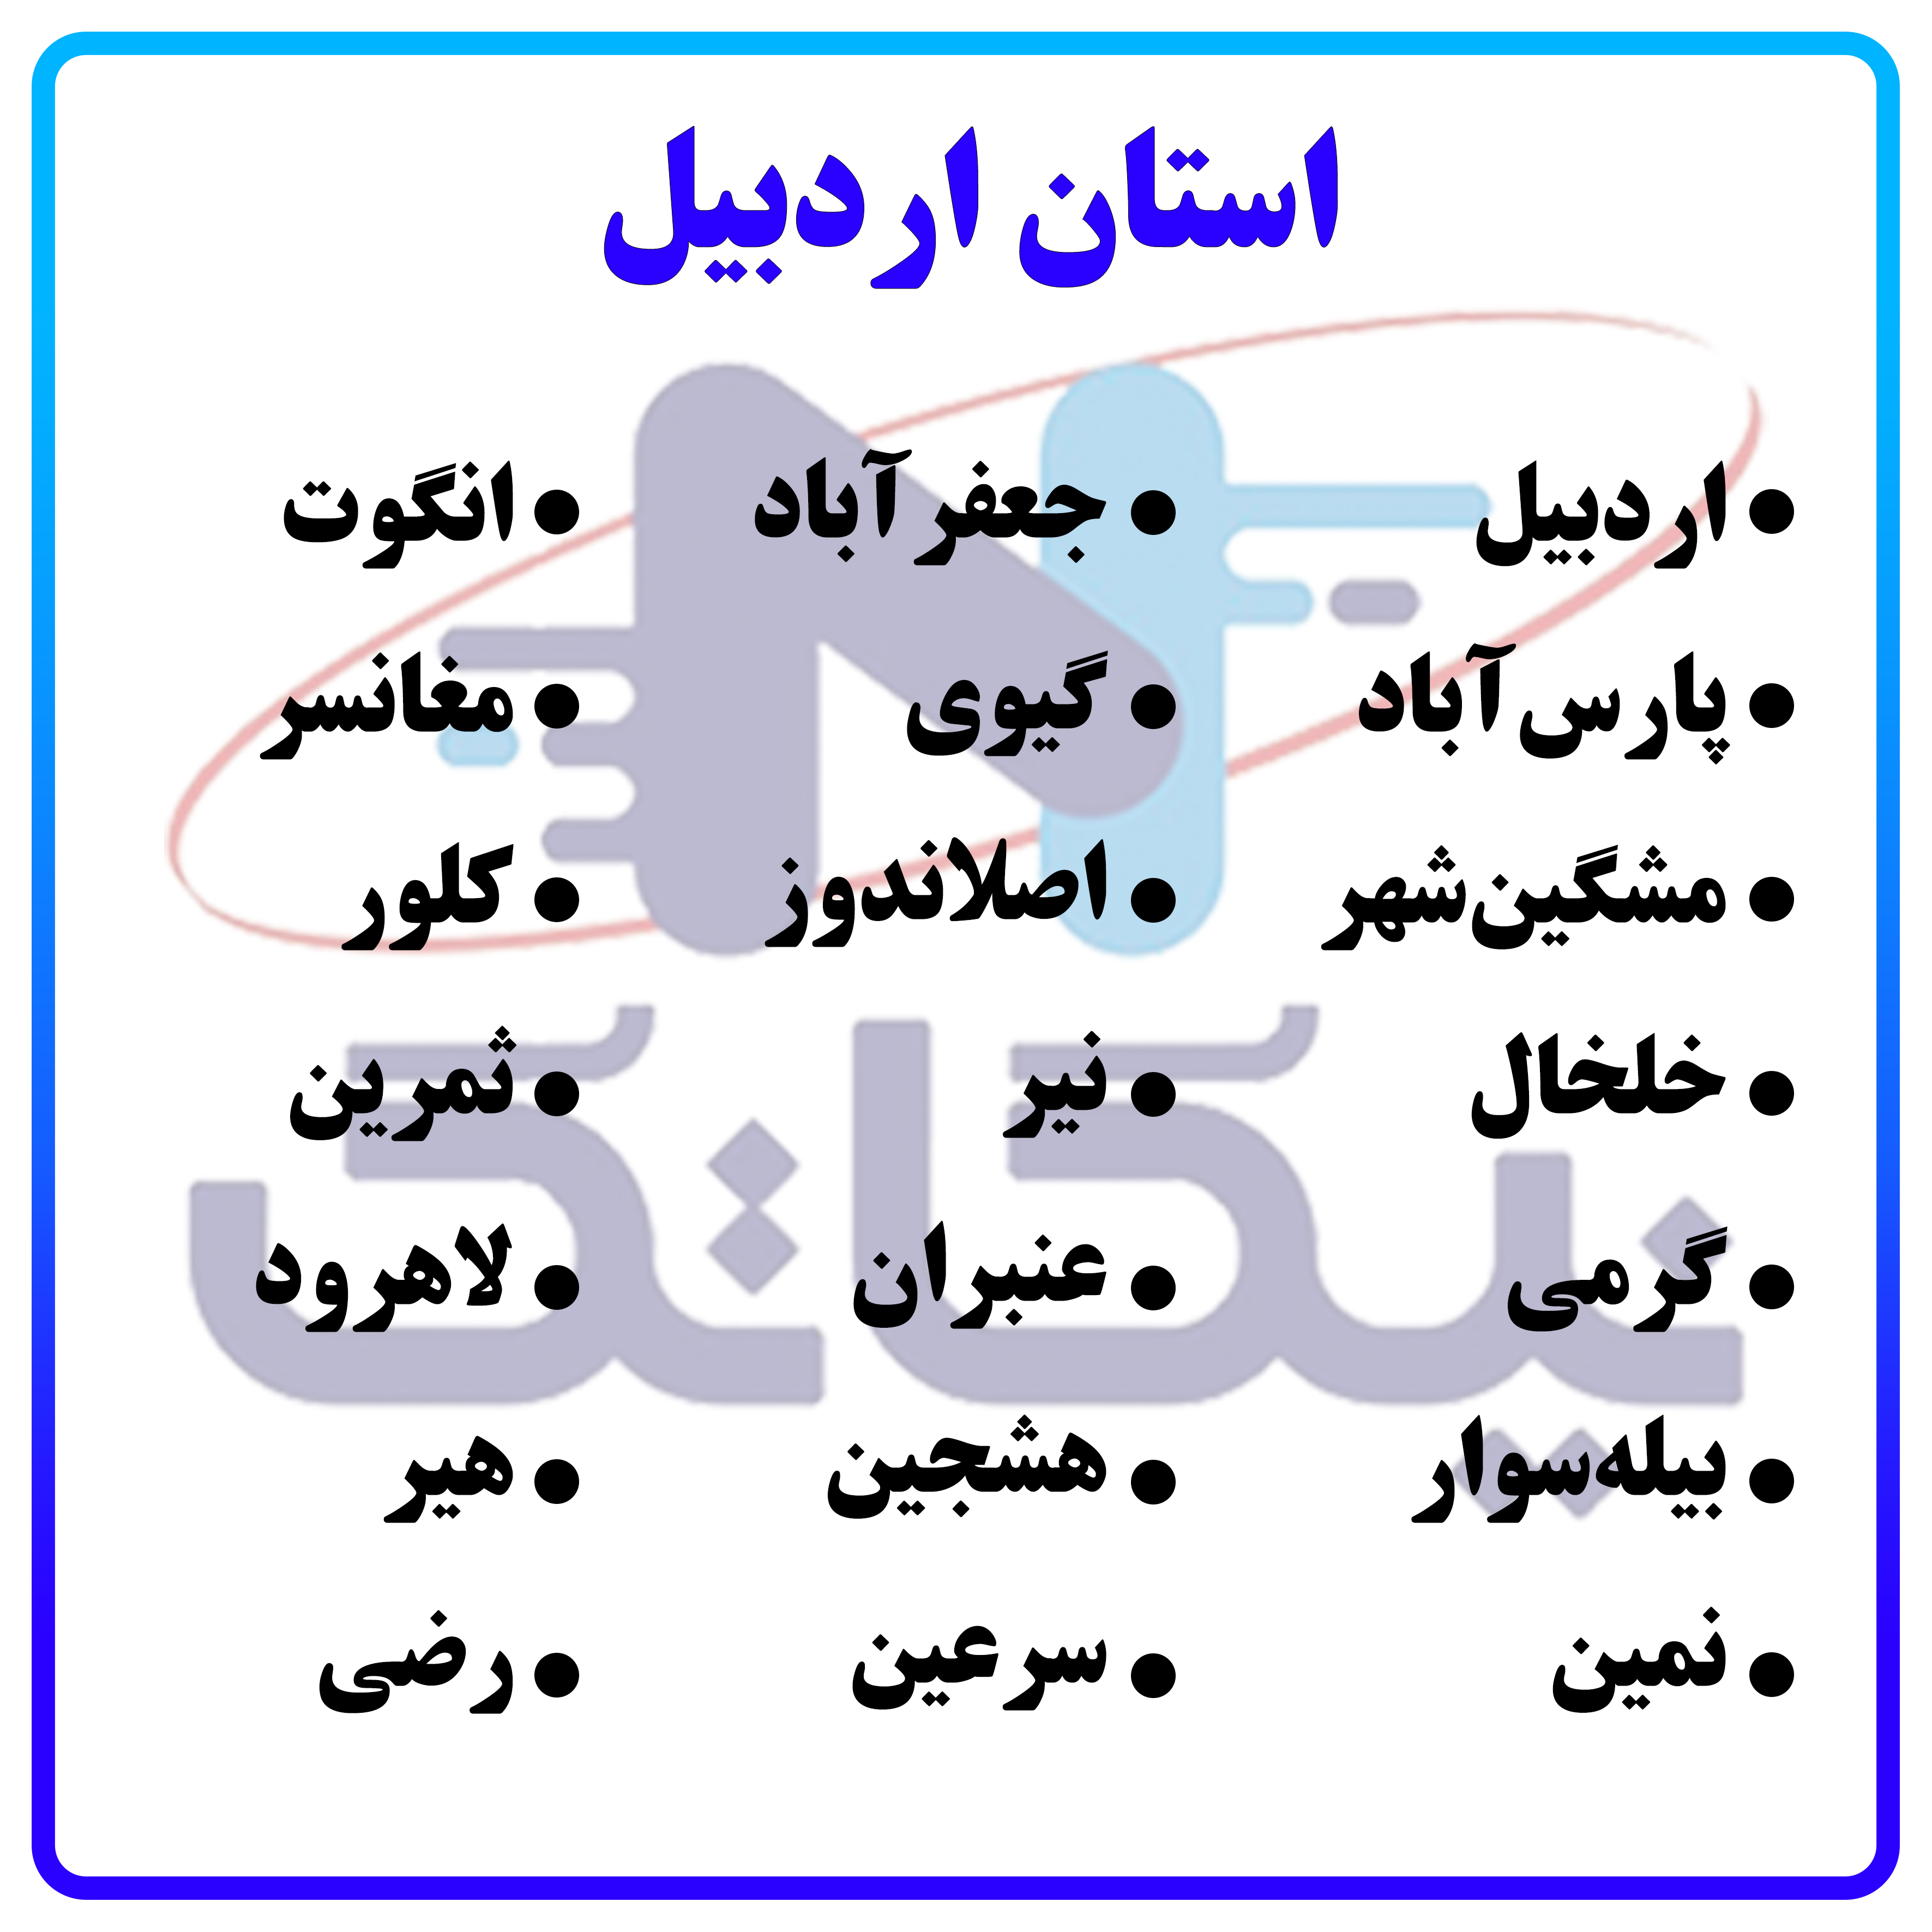 استان اردبیل
• اردبیل • جعفرآباد • انگوت
• پارس آباد • گیوی • مغانسر
• مشگین‌شهر • اصلاندوز • کلور
• خلخال • نیر • ثمرین
• گرمی • عنبران • لاهرود
• بیله‌سوار • هشجین • هیر
• نمین • سرعین • رضی